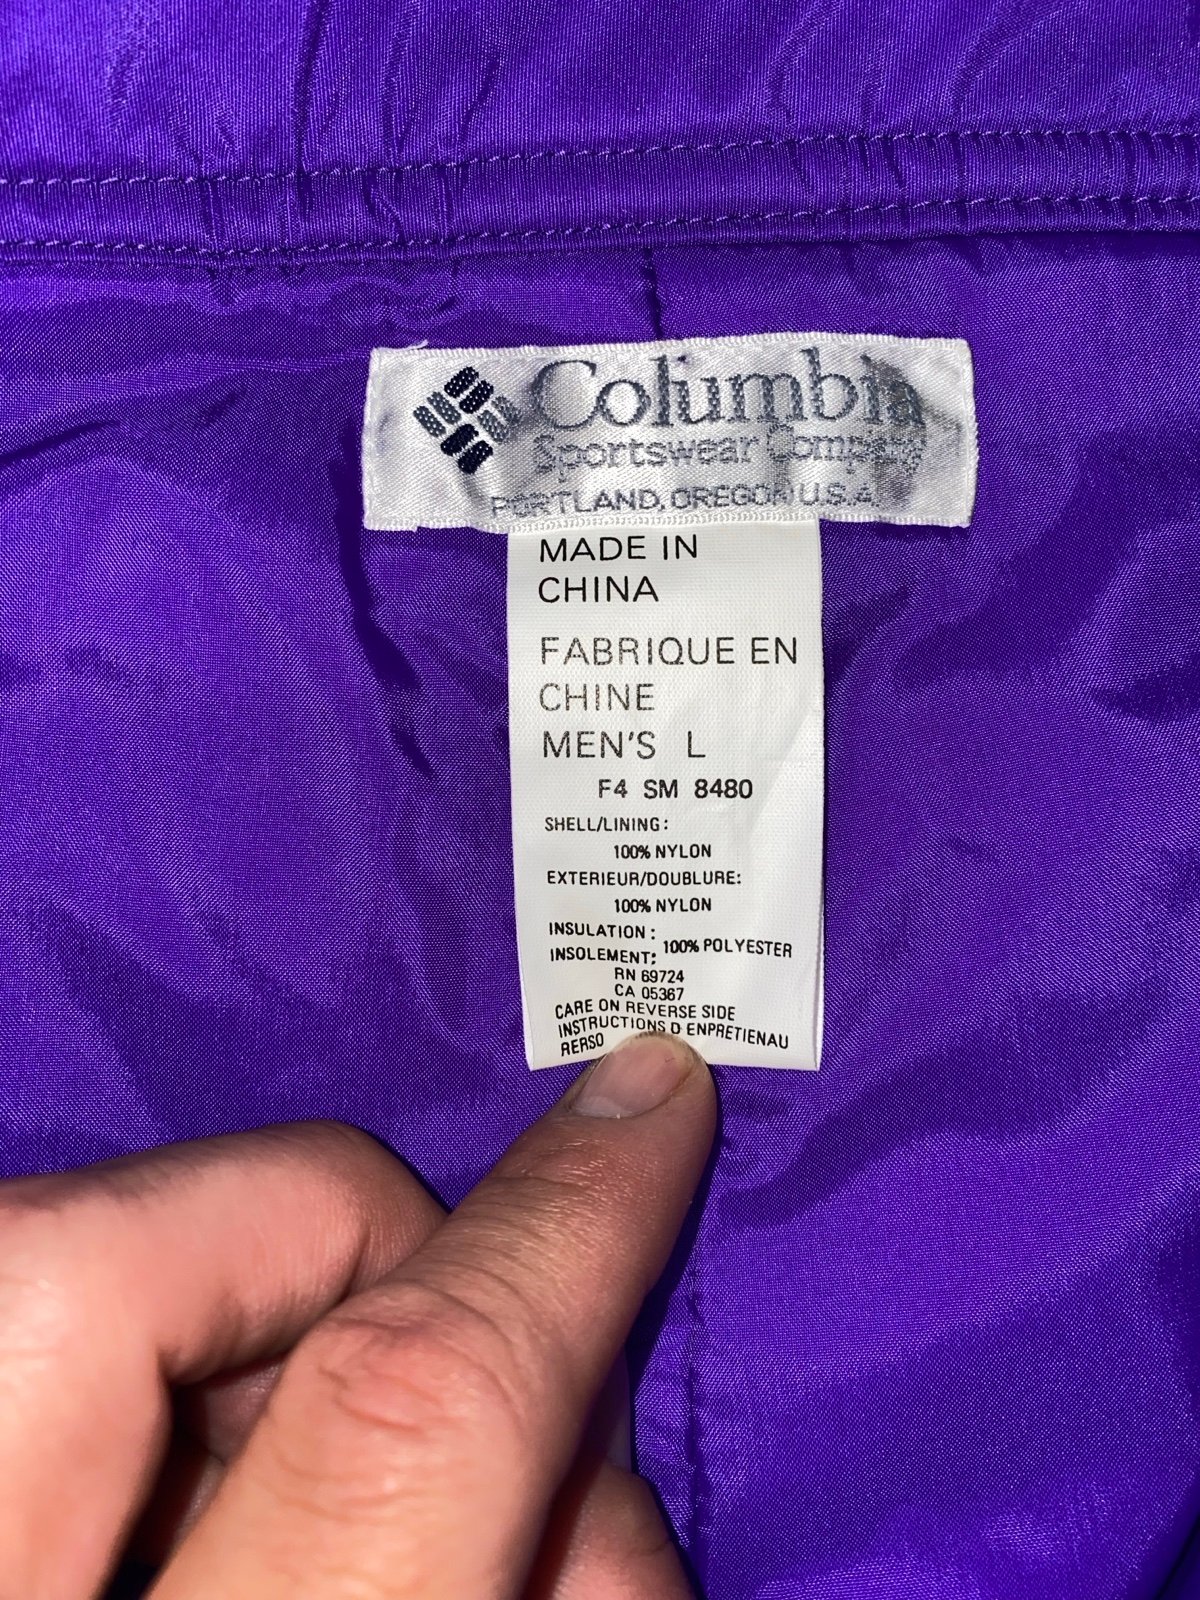 Columbia
Sportswear Company
PORTLAND, OREGON U.S.A.
MADE IN
CHINA
FABRIQUE EN
CHINE
MEN'S L
F4 SM 8480
SHELL/LINING:
100% NYLON
EXTERIEUR/DOUBLURE:
100% NYLON
INSULATION:
INSOLEMENT: 100% POLYESTER
RN 69724
CA 05367
CARE ON REVERSE SIDE
INSTRUCTIONS D ENPRETIENAU
RERSO